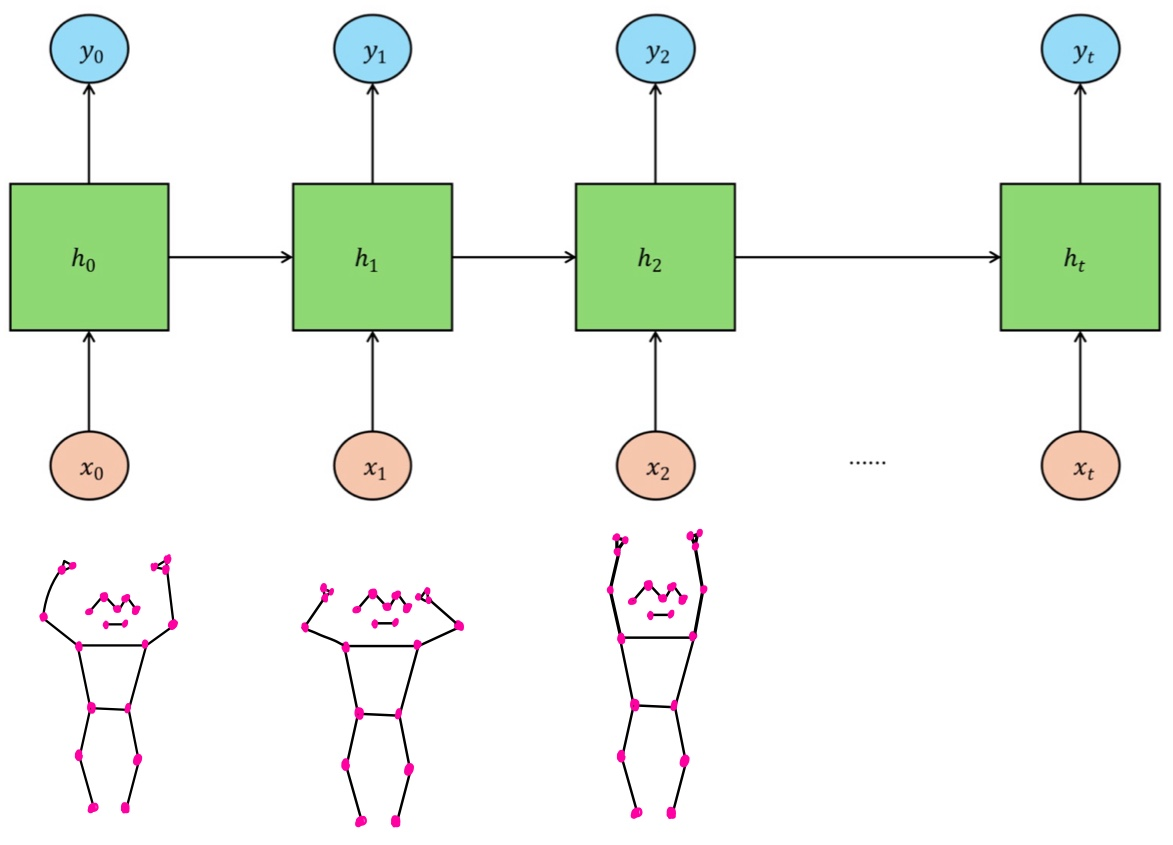 y₀ y₁ y₂ yₜ
h₀ h₁ h₂ hₜ
x₀ x₁ x₂ ...... xₜ